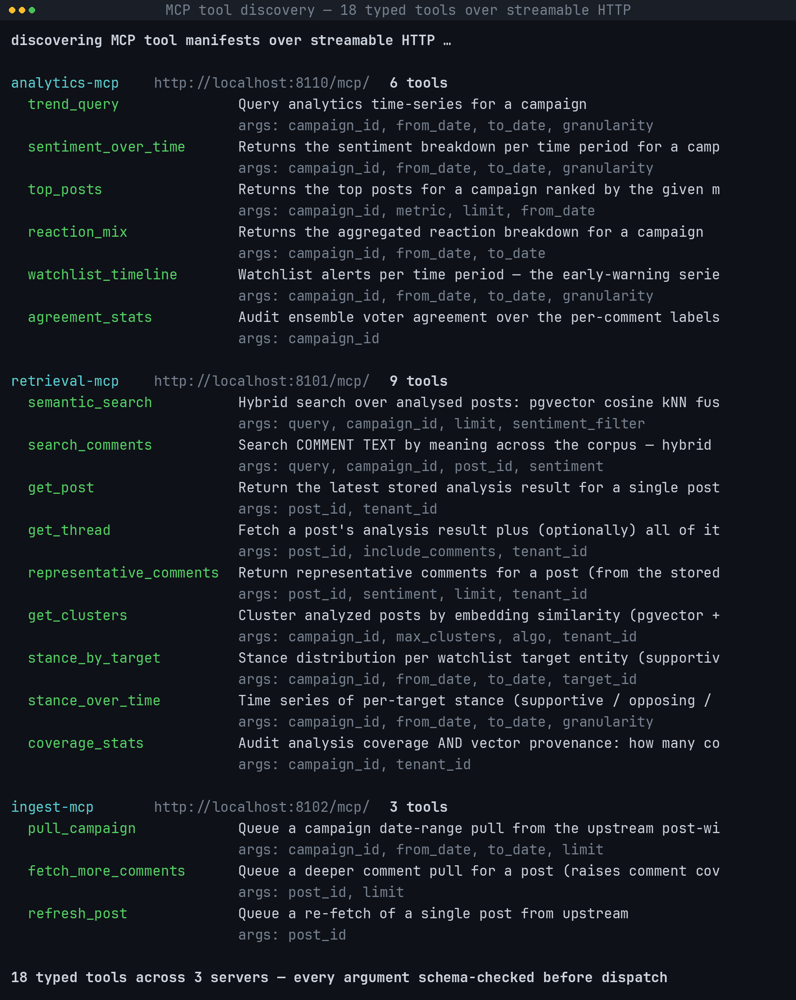 MCP tool discovery — 18 typed tools over streamable HTTP
discovering MCP tool manifests over streamable HTTP …
analytics-mcp http://localhost:8110/mcp/ 6 tools
trend_query Query analytics time-series for a campaign
args: campaign_id, from_date, to_date, granularity
sentiment_over_time Returns the sentiment breakdown per time period for a camp
args: campaign_id, from_date, to_date, granularity
top_posts Returns the top posts for a campaign ranked by the given m
args: campaign_id, metric, limit, from_date
reaction_mix Returns the aggregated reaction breakdown for a campaign
args: campaign_id, from_date, to_date
watchlist_timeline Watchlist alerts per time period — the early-warning serie
args: campaign_id, from_date, to_date, granularity
agreement_stats Audit ensemble voter agreement over the per-comment labels
args: campaign_id
retrieval-mcp http://localhost:8101/mcp/ 9 tools
semantic_search Hybrid search over analysed posts: pgvector cosine kNN fus
args: query, campaign_id, limit, sentiment_filter
search_comments Search COMMENT TEXT by meaning across the corpus — hybrid
args: query, campaign_id, post_id, sentiment
get_post Return the latest stored analysis result for a single post
args: post_id, tenant_id
get_thread Fetch a post's analysis result plus (optionally) all of it
args: post_id, include_comments, tenant_id
representative_comments Return representative comments for a post (from the stored
args: post_id, sentiment, limit, tenant_id
get_clusters Cluster analyzed posts by embedding similarity (pgvector +
args: campaign_id, max_clusters, algo, tenant_id
stance_by_target Stance distribution per watchlist target entity (supportiv
args: campaign_id, from_date, to_date, target_id
stance_over_time Time series of per-target stance (supportive / opposing /
args: campaign_id, from_date, to_date, granularity
coverage_stats Audit analysis coverage AND vector provenance: how many co
args: campaign_id, tenant_id
ingest-mcp http://localhost:8102/mcp/ 3 tools
pull_campaign Queue a campaign date-range pull from the upstream post-wi
args: campaign_id, from_date, to_date, limit
fetch_more_comments Queue a deeper comment pull for a post (raises comment cov
args: post_id, limit
refresh_post Queue a re-fetch of a single post from upstream
args: post_id
18 typed tools across 3 servers — every argument schema-checked before dispatch